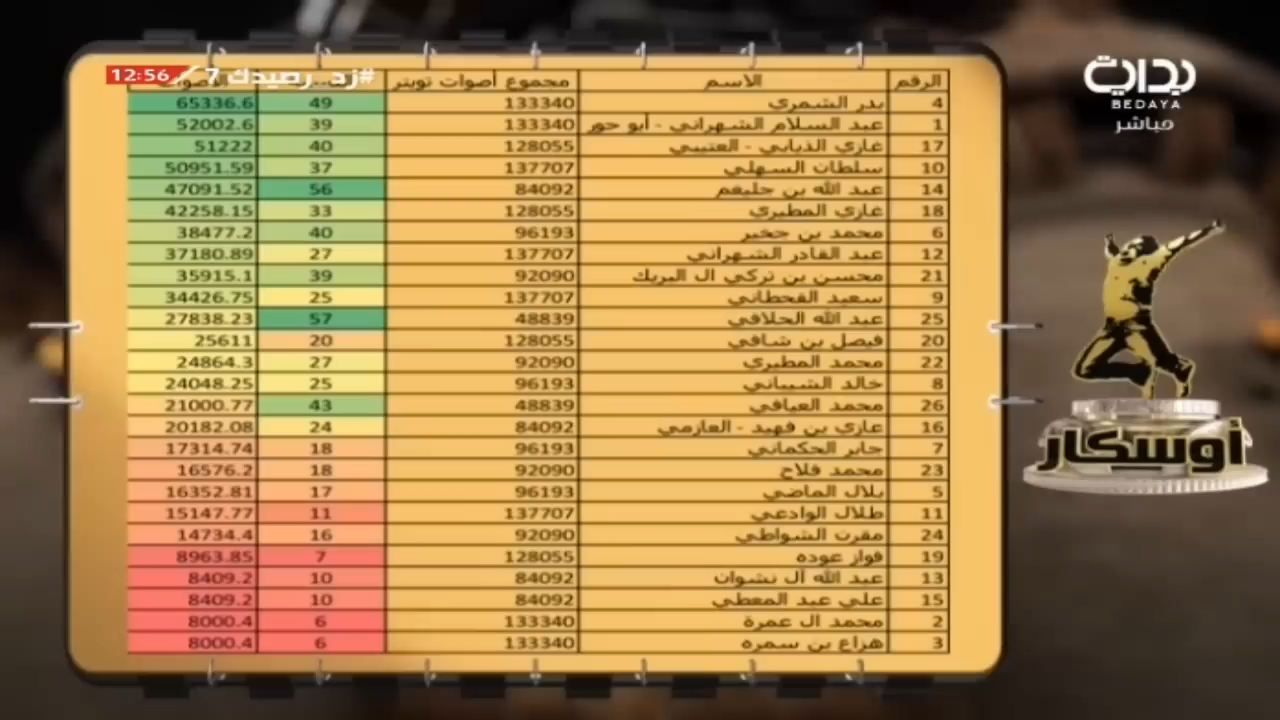 12:56 #زد_رصيدك 7
بداية
BEDAYA
مباشر
الرقم الاسم مجموع أصوات تويتر
4 بدر الشمري 133340 49 65336.6
1 عبد السلام الشهراني - أبو حور 133340 39 52002.6
17 غازي الذيابي - العتيبي 128055 40 51222
10 سلطان السهلي 137707 37 50951.59
14 عبد الله بن جليغم 84092 56 47091.52
18 غازي المطيري 128055 33 42258.15
6 محمد بن جخير 96193 40 38477.2
12 عبد القادر الشهراني 137707 27 37180.89
21 محسن بن تركي ال البريك 92090 39 35915.1
9 سعيد القحطاني 137707 25 34426.75
25 عبد الله الحلافي 48839 57 27838.23
20 فيصل بن شافي 128055 20 25611
22 محمد المطيري 92090 27 24864.3
8 خالد الشيباني 96193 25 24048.25
26 محمد العيافي 48839 43 21000.77
16 غازي بن فهيد - العازمي 84092 24 20182.08
7 جابر الحكماني 96193 18 17314.74
23 محمد فلاح 92090 18 16576.2
5 بلال الماضي 96193 17 16352.81
11 طلال الوادعي 137707 11 15147.77
24 مقرن الشواطي 92090 16 14734.4
19 فواز عوده 128055 7 8963.85
13 عبد الله آل نشوان 84092 10 8409.2
15 علي عبد المعطي 84092 10 8409.2
2 محمد ال عمرة 133340 6 8000.4
3 هزاع بن سمره 133340 6 8000.4
أوسكار